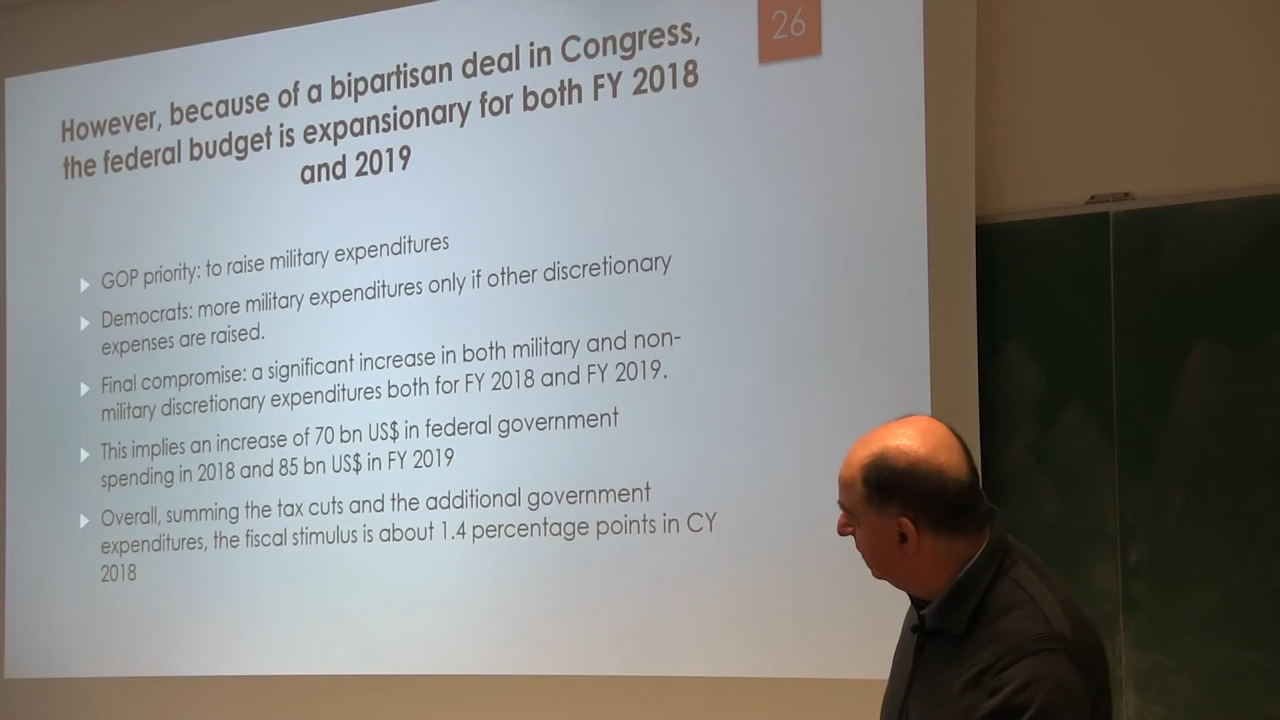 26
However, because of a bipartisan deal in Congress,
the federal budget is expansionary for both FY 2018
and 2019
GOP priority: to raise military expenditures
Democrats: more military expenditures only if other discretionary
expenses are raised.
Final compromise: a significant increase in both military and non-
military discretionary expenditures both for FY 2018 and FY 2019.
This implies an increase of 70 bn US$ in federal government
spending in 2018 and 85 bn US$ in FY 2019
Overall, summing the tax cuts and the additional government
expenditures, the fiscal stimulus is about 1.4 percentage points in CY
2018